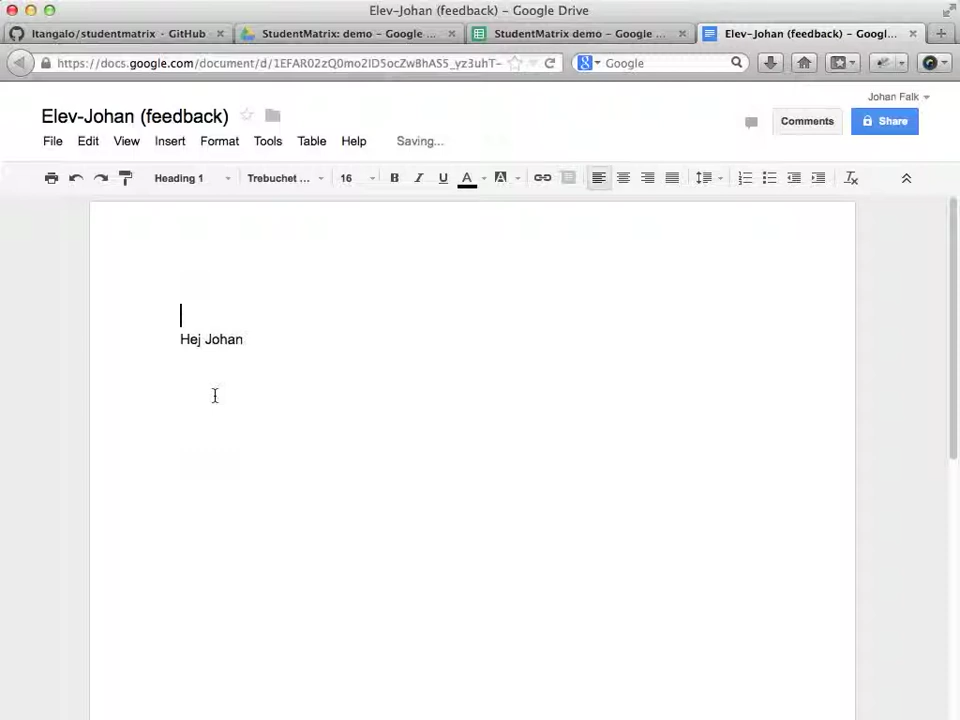 Elev-Johan (feedback) – Google Drive
Itangalo/studentmatrix · GitHub
StudentMatrix: demo – Google ...
StudentMatrix demo – Google ...
Elev-Johan (feedback) – Googl...
https://docs.google.com/document/d/1EFAR02zQ0mo2ID5ocZw8hAS5_yz3uhT-
Google
Johan Falk
Elev-Johan (feedback)
Comments
Share
File Edit View Insert Format Tools Table Help Saving...
Heading 1 Trebuchet ... 16 B I U A A
Hej Johan